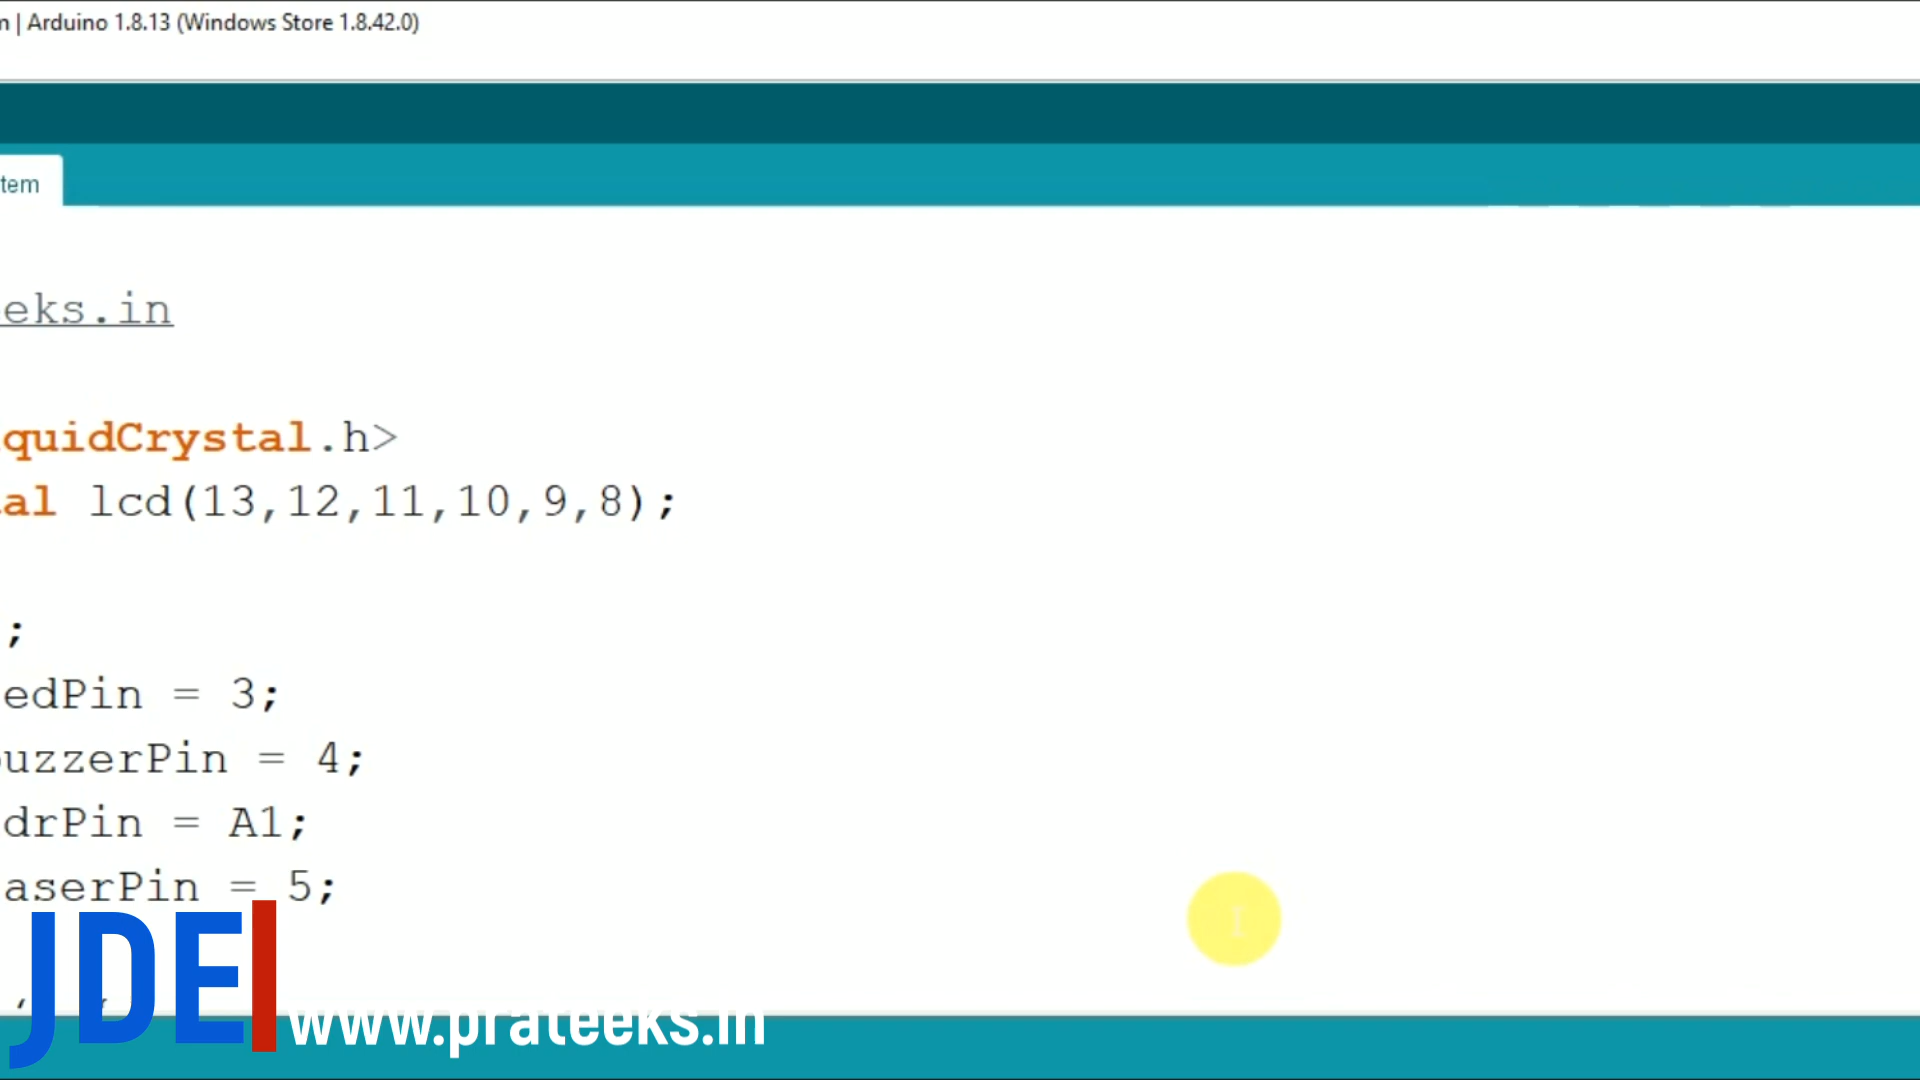 m | Arduino 1.8.13 (Windows Store 1.8.42.0)
tem
eeks.in
quidCrystal.h>
al lcd(13,12,11,10,9,8);
;
edPin = 3;
uzzerPin = 4;
drPin = A1;
aserPin = 5;
JDE
www.prateeks.in